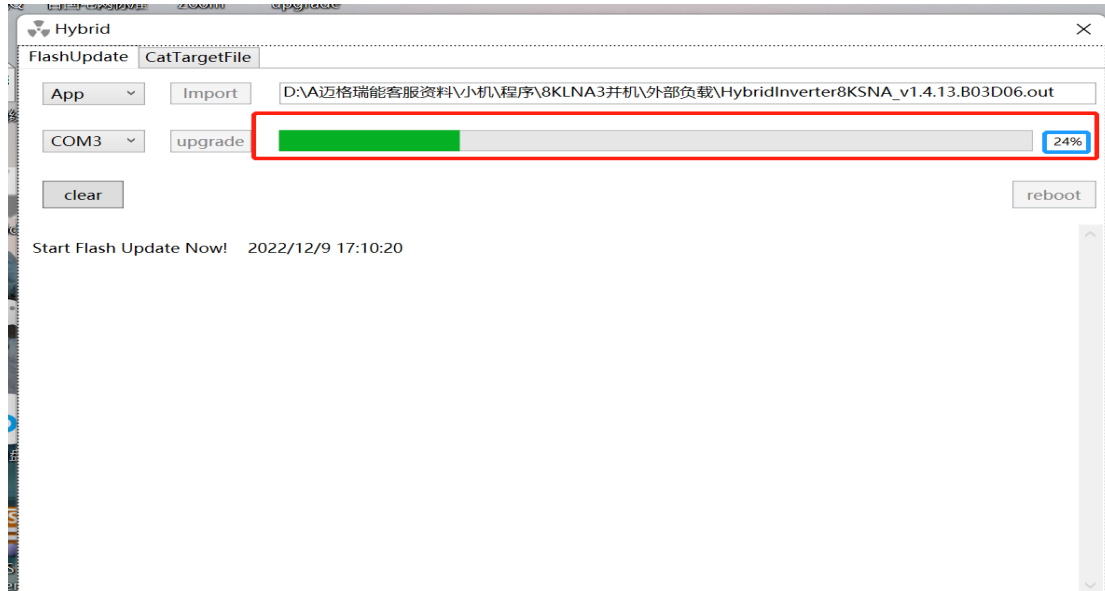 zoom upgrade
Hybrid
FlashUpdate CatTargetFile
App Import D:\A迈格瑞能客服资料\小机\程序\8KLNA3并机\外部负载\HybridInverter8KSNA_v1.4.13.B03D06.out
COM3 upgrade 24%
clear reboot
Start Flash Update Now! 2022/12/9 17:10:20